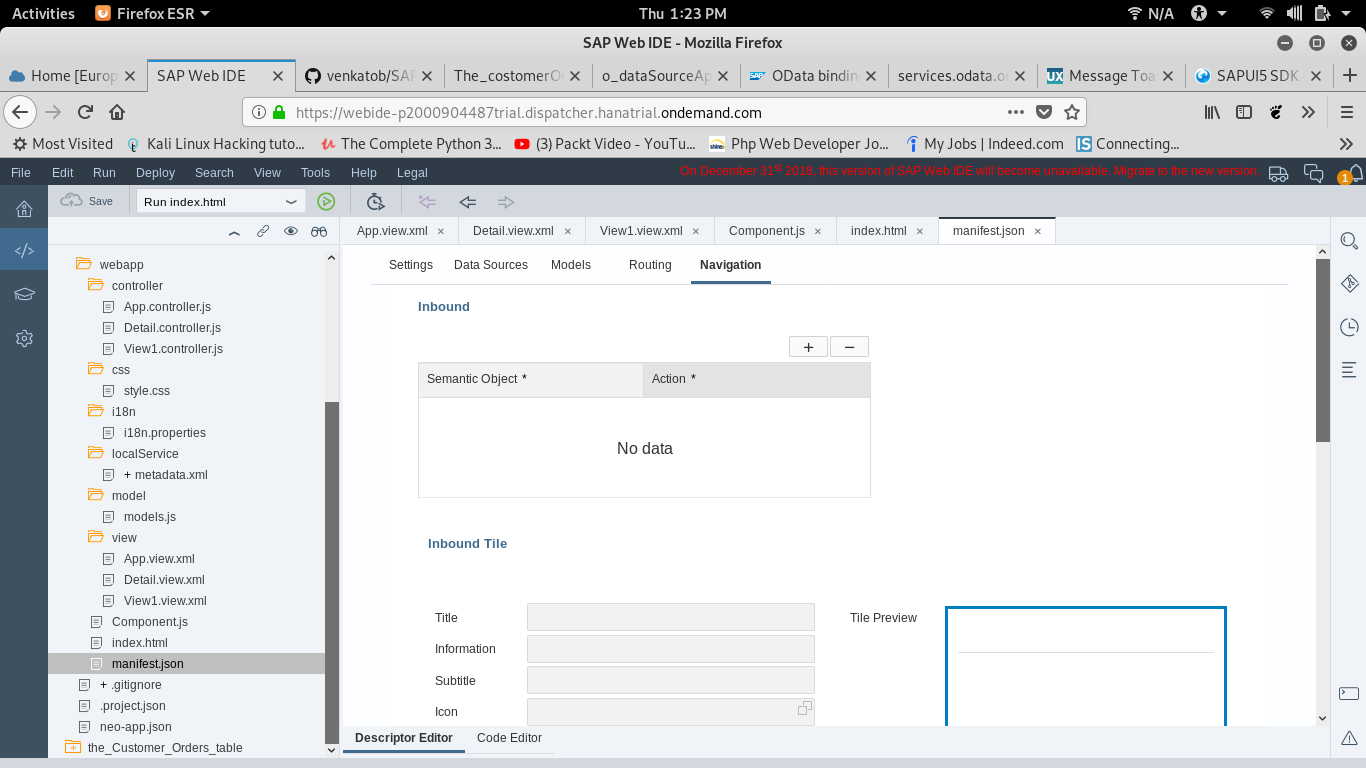 Activities Firefox ESR Thu 1:23 PM N/A
SAP Web IDE - Mozilla Firefox
Home [Europ SAP Web IDE venkatob/SAP The_costomerO o_dataSourceAp OData bindin services.odata.or Message Toa SAPUI5 SDK
https://webide-p2000904487trial.dispatcher.hanatrial.ondemand.com
Most Visited Kali Linux Hacking tuto... The Complete Python 3... (3) Packt Video - YouTu... Php Web Developer Jo... My Jobs | Indeed.com Connecting...
File Edit Run Deploy Search View Tools Help Legal On December 31st 2018, this version of SAP Web IDE will become unavailable. Migrate to the new version. 1
Save Run index.html
App.view.xml × Detail.view.xml × View1.view.xml × Component.js × index.html × manifest.json ×
webapp
controller
App.controller.js
Detail.controller.js
View1.controller.js
css
style.css
i18n
i18n.properties
localService
+ metadata.xml
model
models.js
view
App.view.xml
Detail.view.xml
View1.view.xml
Component.js
index.html
manifest.json
+ .gitignore
.project.json
neo-app.json
the_Customer_Orders_table
Settings Data Sources Models Routing Navigation
Inbound
+ −
Semantic Object * Action *
No data
Inbound Tile
Title Tile Preview
Information
Subtitle
Icon
Descriptor Editor Code Editor